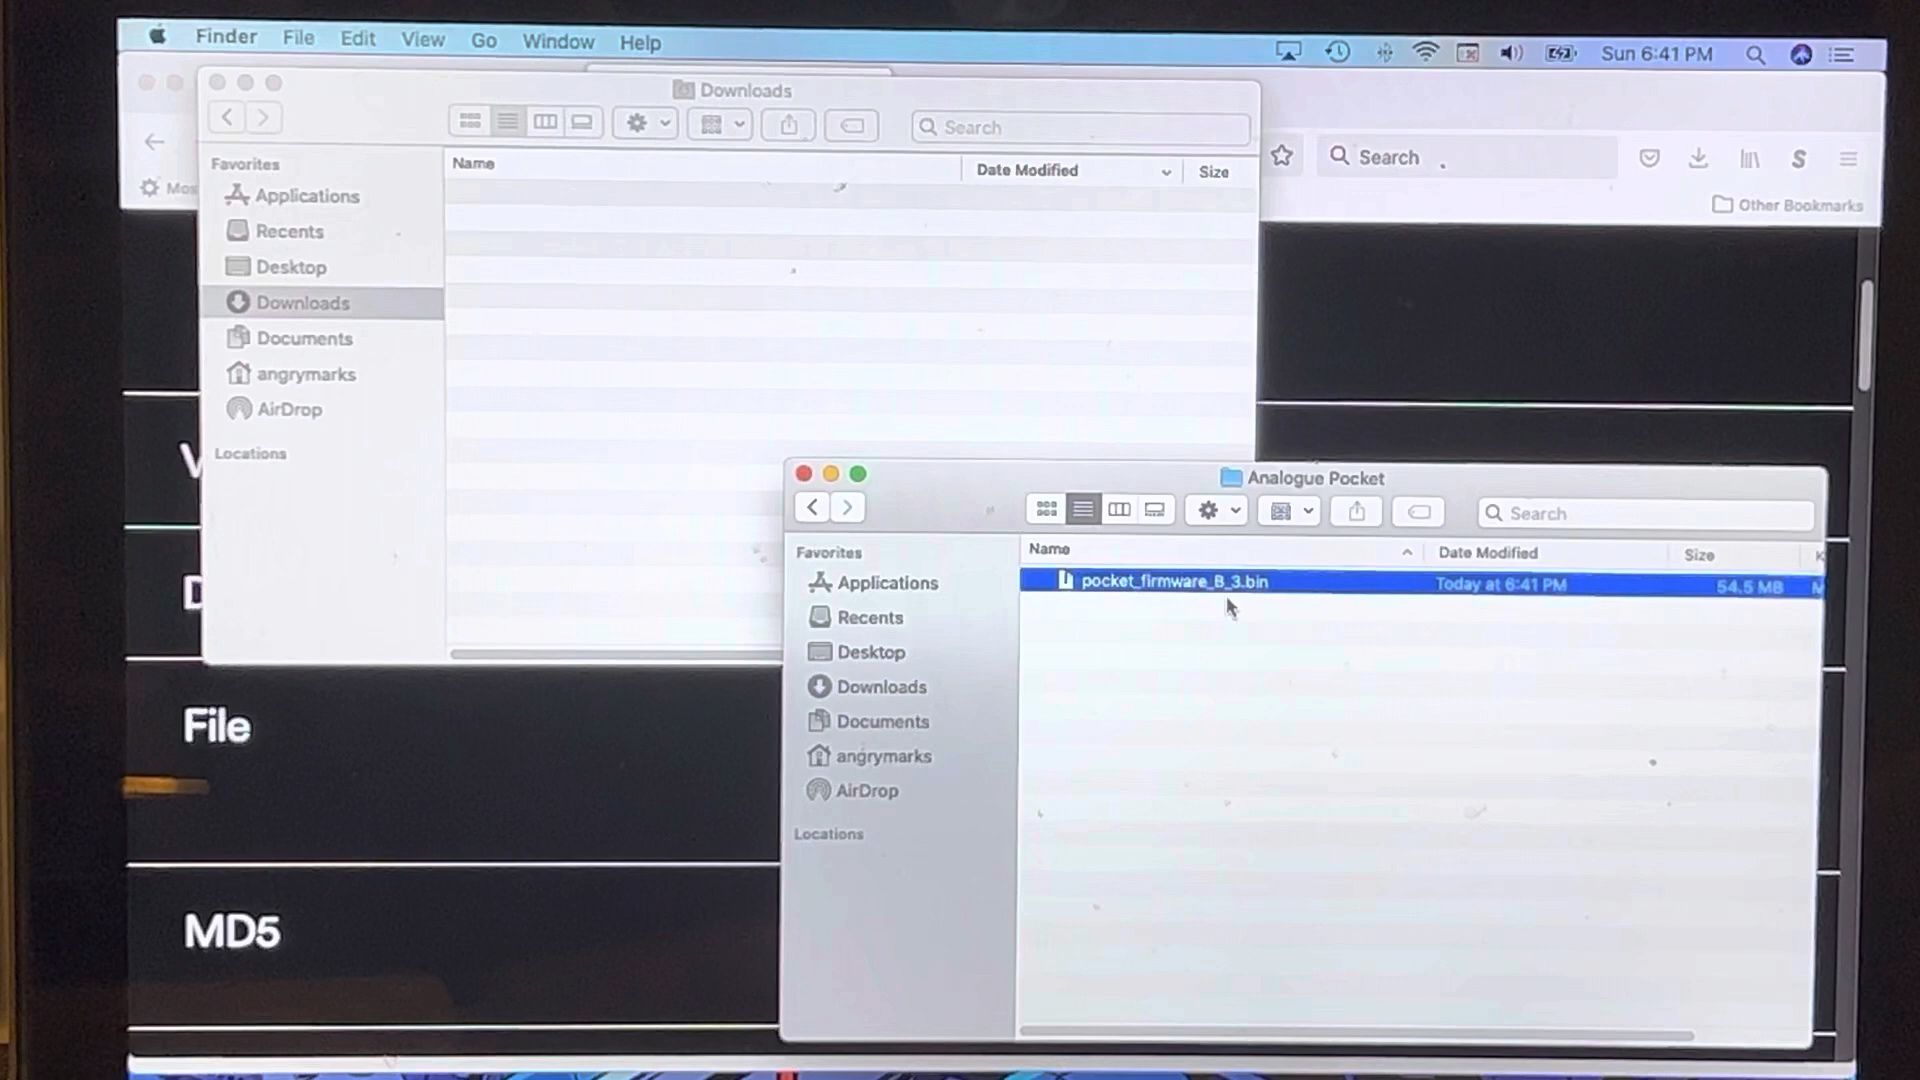 Finder File Edit View Go Window Help
Sun 6:41 PM
Downloads
Search
Search
Other Bookmarks
Favorites
Applications
Recents
Desktop
Downloads
Documents
angrymarks
AirDrop
Locations
Name Date Modified Size
File
MD5
Analogue Pocket
Search
Favorites
Applications
Recents
Desktop
Downloads
Documents
angrymarks
AirDrop
Locations
Name Date Modified Size
pocket_firmware_B_3.bin Today at 6:41 PM 54.5 MB